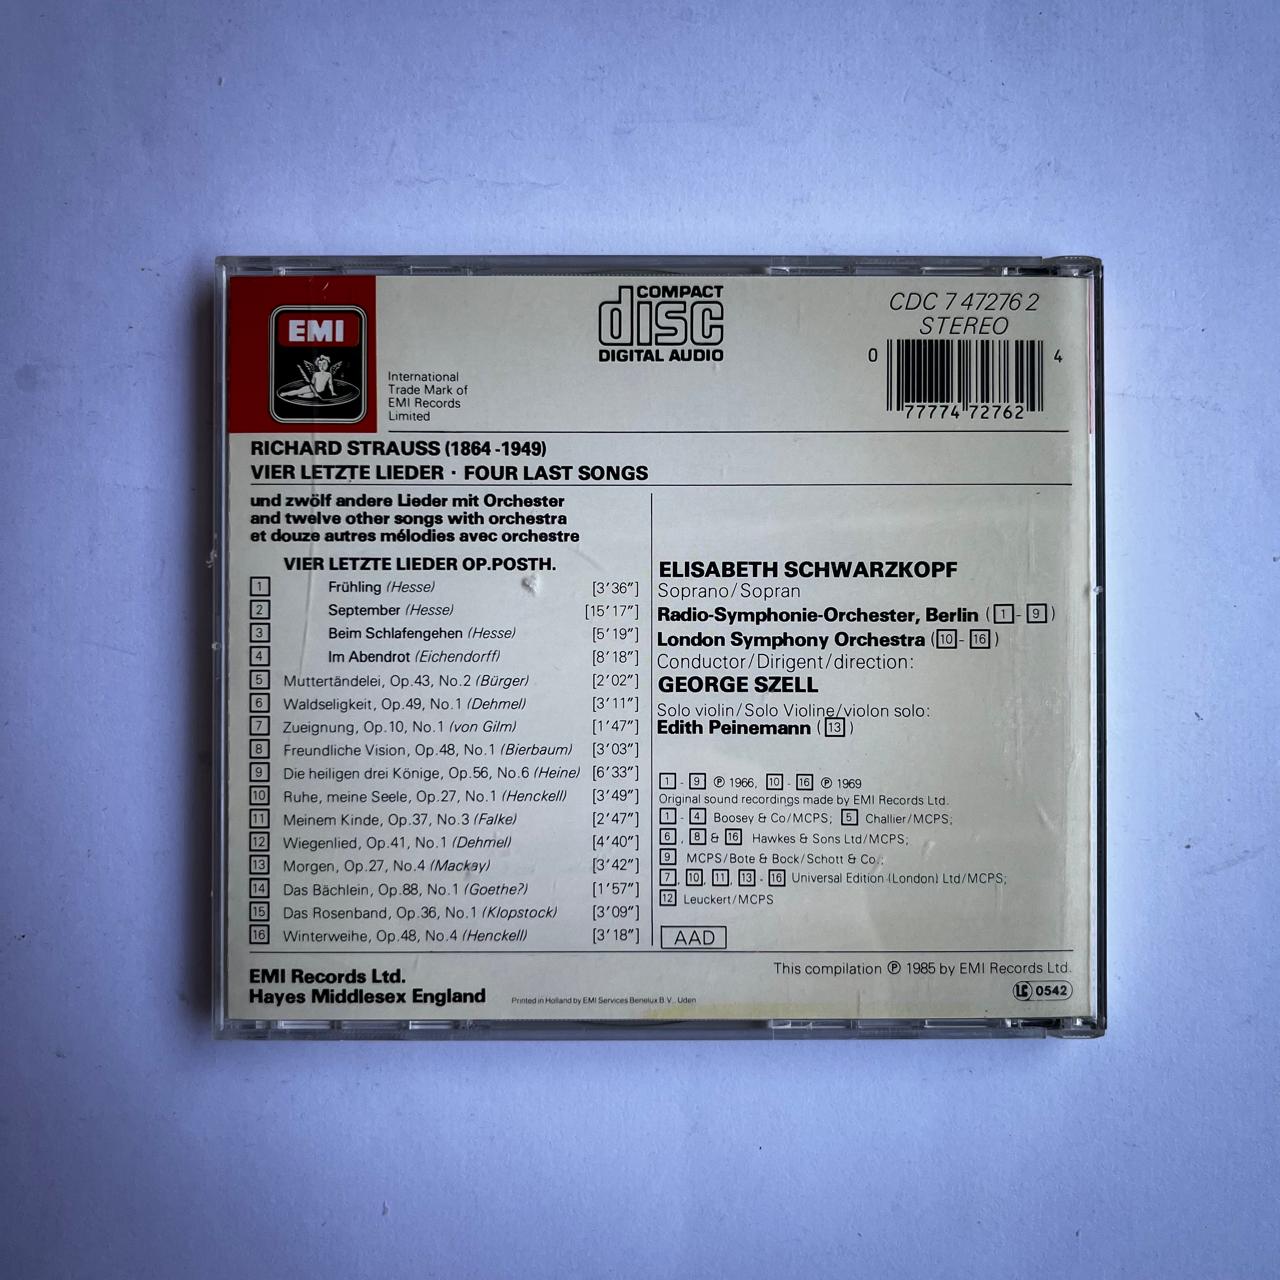 EMI
International
Trade Mark of
EMI Records
Limited
COMPACT
disc
DIGITAL AUDIO
CDC 7 47276 2
STEREO
0 77774 72762 4
RICHARD STRAUSS (1864 -1949)
VIER LETZTE LIEDER · FOUR LAST SONGS
und zwölf andere Lieder mit Orchester
and twelve other songs with orchestra
et douze autres mélodies avec orchestre
VIER LETZTE LIEDER OP.POSTH.
1 Frühling (Hesse) [3'36"]
2 September (Hesse) [15'17"]
3 Beim Schlafengehen (Hesse) [5'19"]
4 Im Abendrot (Eichendorff) [8'18"]
5 Muttertändelei, Op.43, No.2 (Bürger) [2'02"]
6 Waldseligkeit, Op.49, No.1 (Dehmel) [3'11"]
7 Zueignung, Op.10, No.1 (von Gilm) [1'47"]
8 Freundliche Vision, Op.48, No.1 (Bierbaum) [3'03"]
9 Die heiligen drei Könige, Op.56, No.6 (Heine) [6'33"]
10 Ruhe, meine Seele, Op.27, No.1 (Henckell) [3'49"]
11 Meinem Kinde, Op.37, No.3 (Falke) [2'47"]
12 Wiegenlied, Op.41, No.1 (Dehmel) [4'40"]
13 Morgen, Op.27, No.4 (Mackay) [3'42"]
14 Das Bächlein, Op.88, No.1 (Goethe?) [1'57"]
15 Das Rosenband, Op.36, No.1 (Klopstock) [3'09"]
16 Winterweihe, Op.48, No.4 (Henckell) [3'18"]
ELISABETH SCHWARZKOPF
Soprano/Sopran
Radio-Symphonie-Orchester, Berlin (1 - 9)
London Symphony Orchestra (10 - 16)
Conductor/Dirigent/direction:
GEORGE SZELL
Solo violin/Solo Violine/violon solo:
Edith Peinemann (13)
1 - 9 ℗ 1966, 10 - 16 ℗ 1969
Original sound recordings made by EMI Records Ltd.
1 - 4 Boosey & Co/MCPS; 5 Challier/MCPS;
6, 8 & 16 Hawkes & Sons Ltd/MCPS;
9 MCPS/Bote & Bock/Schott & Co.;
7, 10, 11, 13 - 16 Universal Edition (London) Ltd/MCPS;
12 Leuckert/MCPS
AAD
EMI Records Ltd.
Hayes Middlesex England
Printed in Holland by EMI Services Benelux B.V., Uden
This compilation ℗ 1985 by EMI Records Ltd.
LC 0542